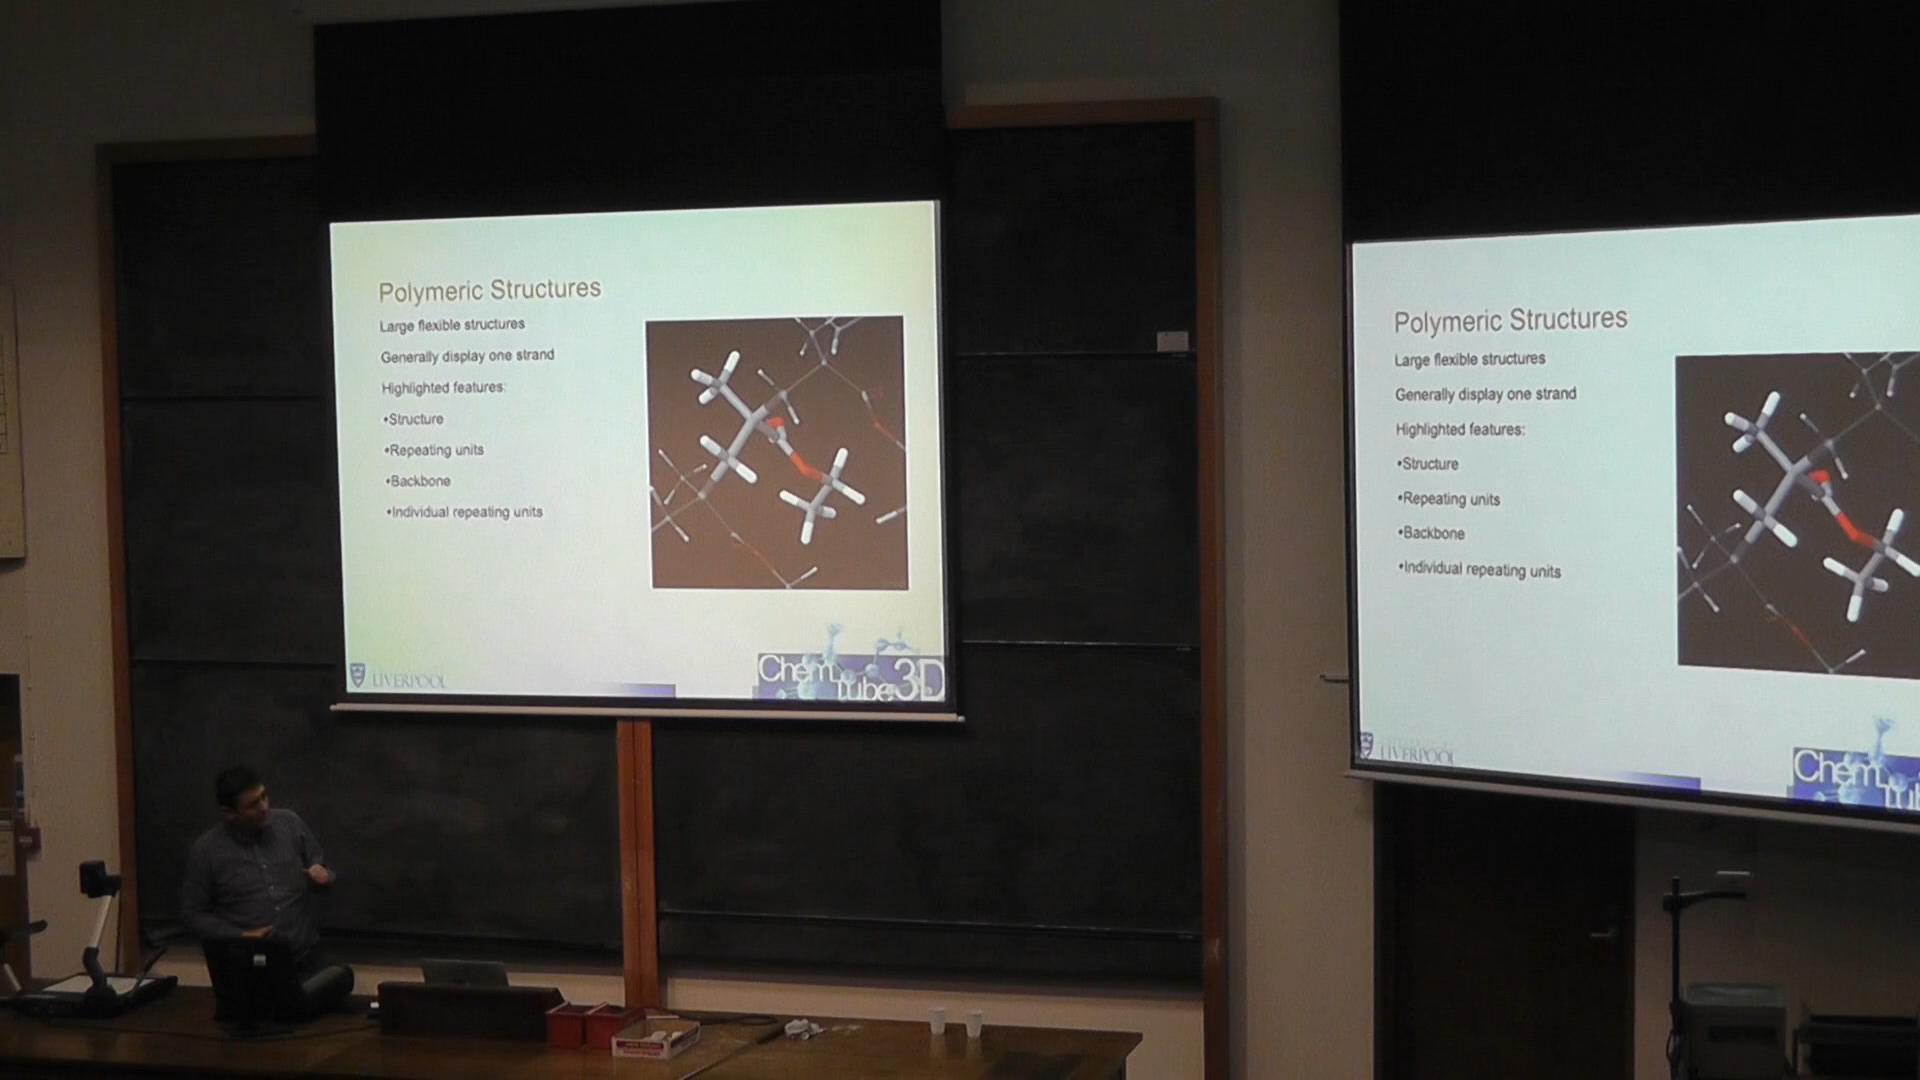 Polymeric Structures
Large flexible structures
Generally display one strand
Highlighted features:
•Structure
•Repeating units
•Backbone
•Individual repeating units
LIVERPOOL
Chem
Tube 3D
Polymeric Structures
Large flexible structures
Generally display one strand
Highlighted features:
•Structure
•Repeating units
•Backbone
•Individual repeating units
LIVERPOOL
Chem